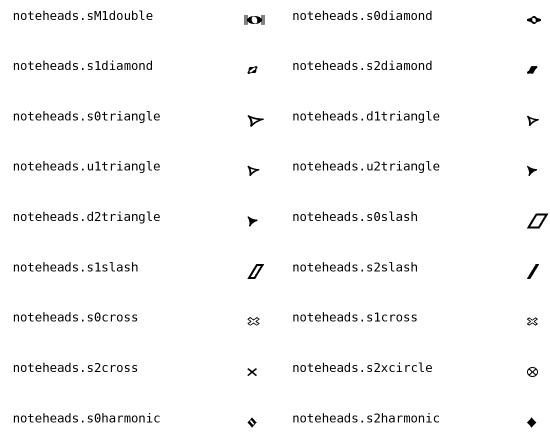 noteheads.sM1double noteheads.s0diamond
noteheads.s1diamond noteheads.s2diamond
noteheads.s0triangle noteheads.d1triangle
noteheads.u1triangle noteheads.u2triangle
noteheads.d2triangle noteheads.s0slash
noteheads.s1slash noteheads.s2slash
noteheads.s0cross noteheads.s1cross
noteheads.s2cross noteheads.s2xcircle
noteheads.s0harmonic noteheads.s2harmonic